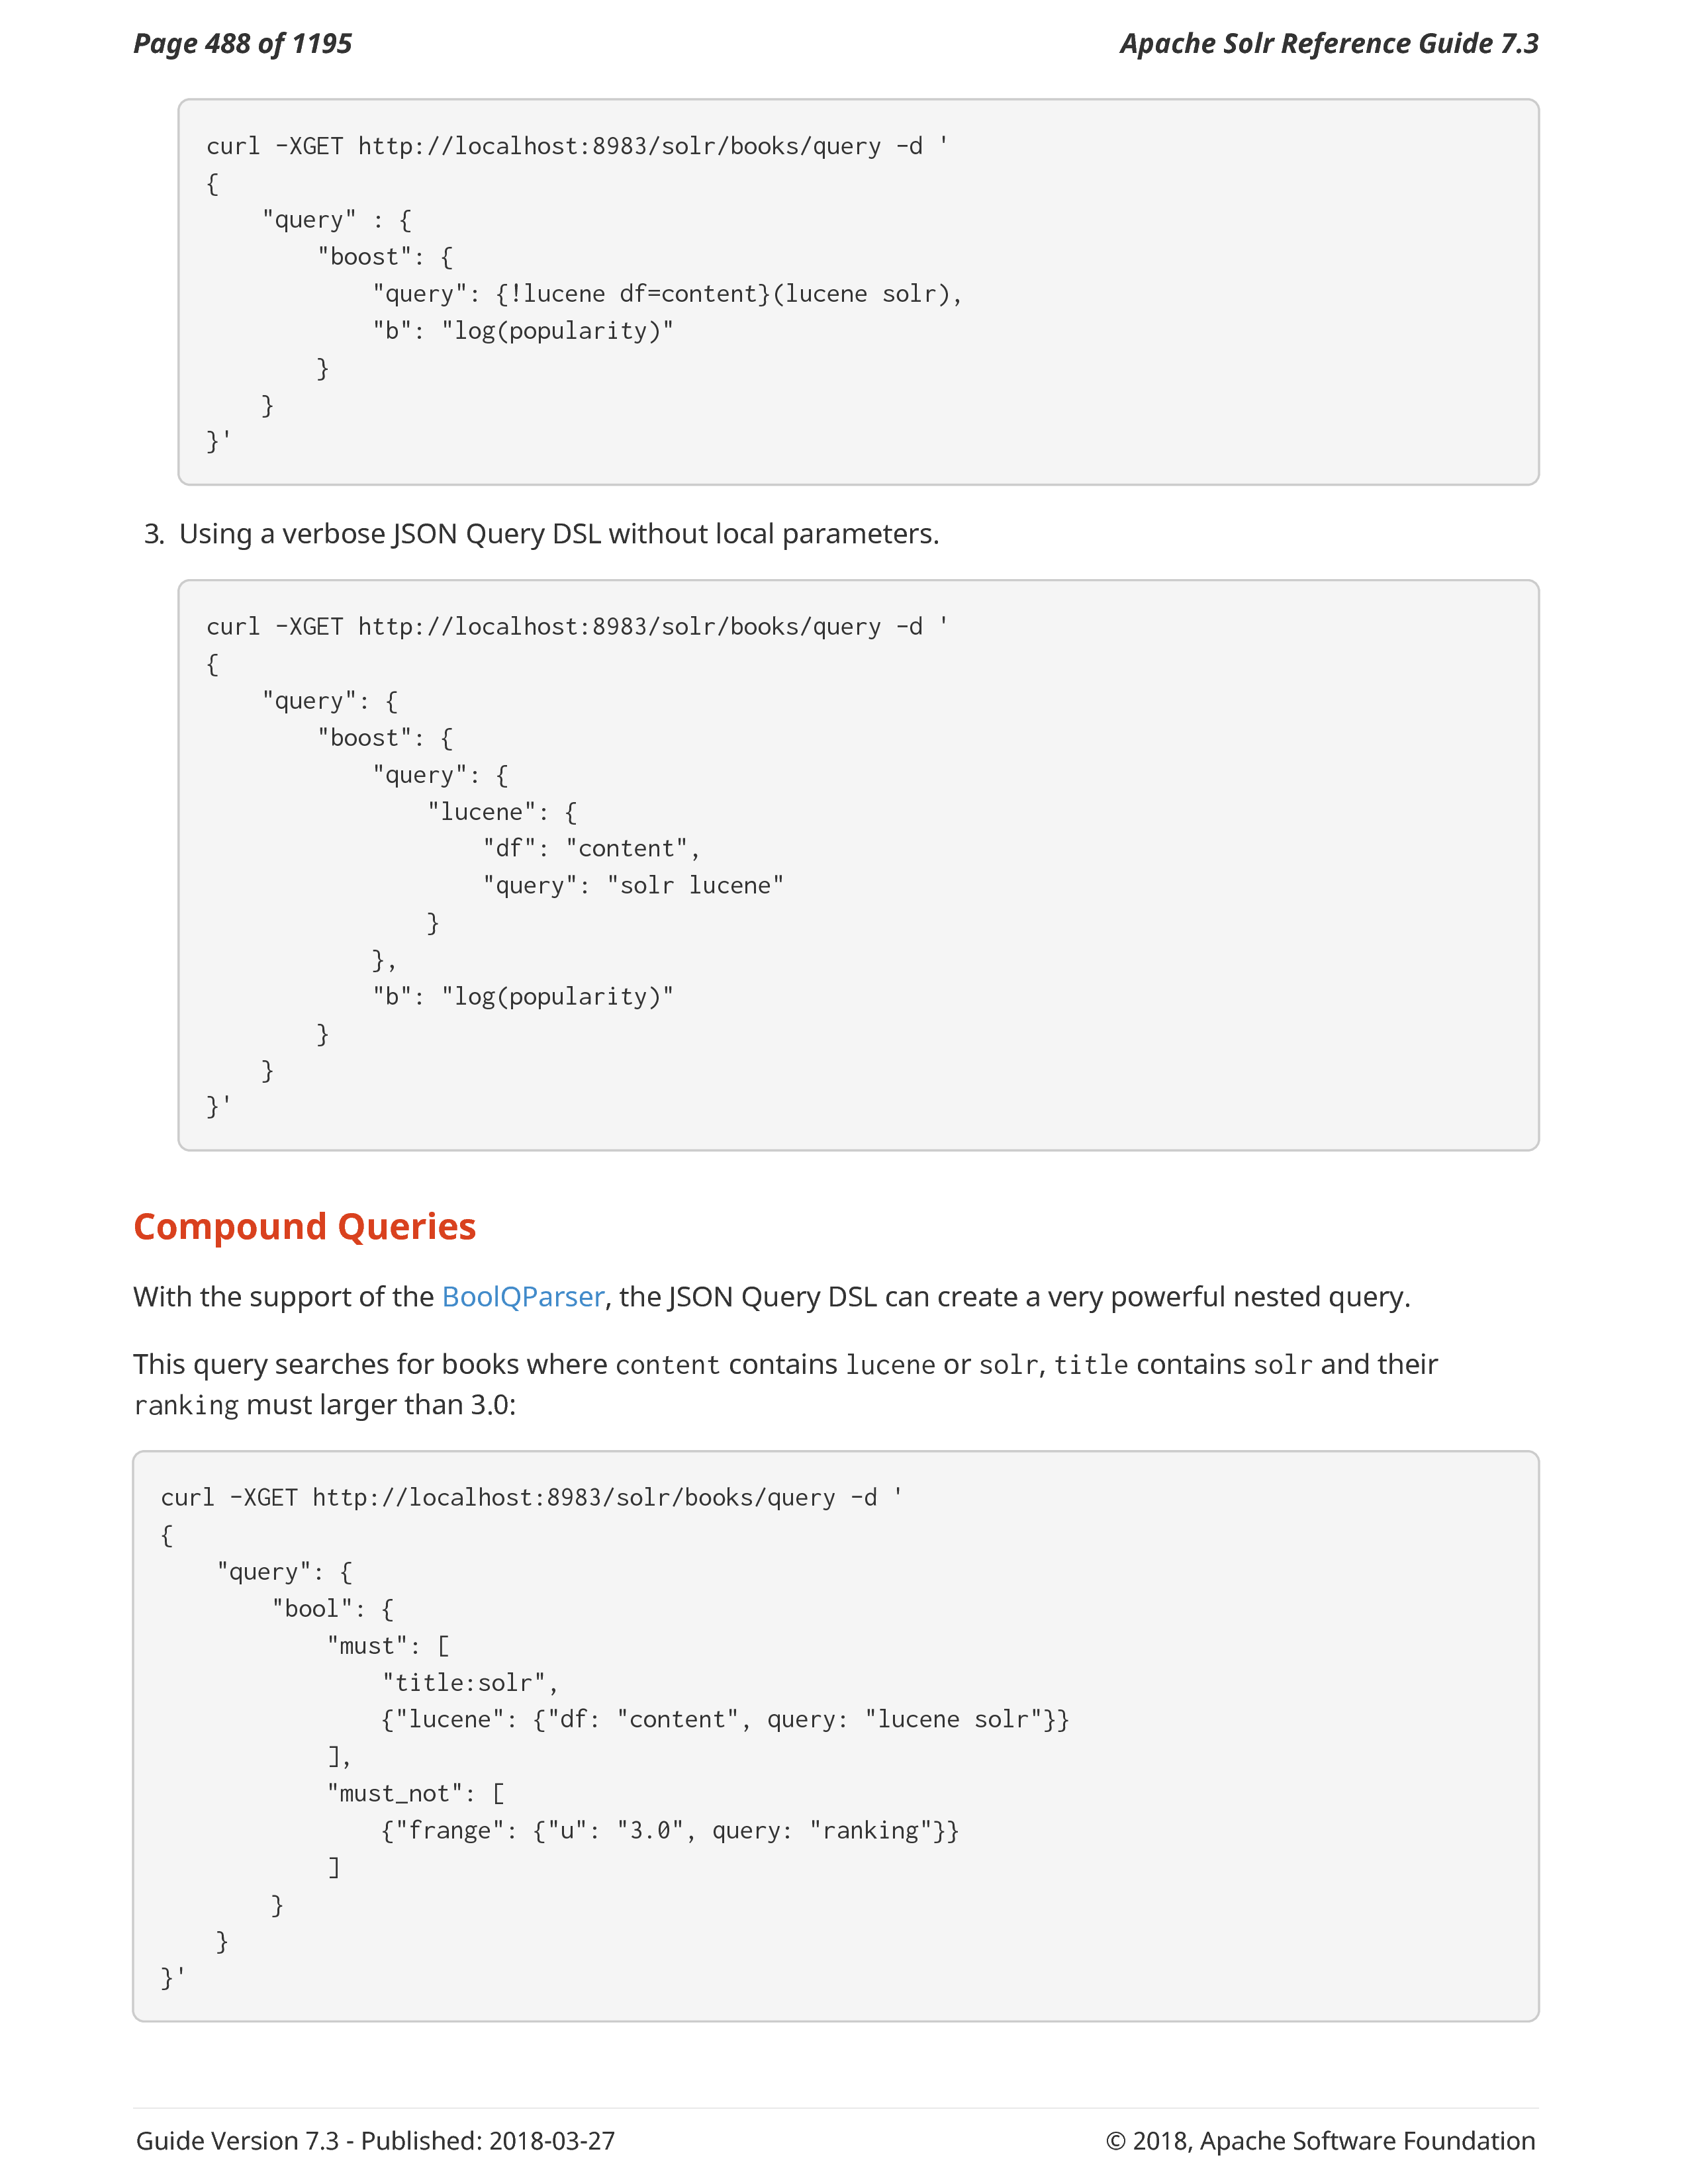 Page 488 of 1195
Apache Solr Reference Guide 7.3
curl -XGET http://localhost:8983/solr/books/query -d '
{
    "query" : {
        "boost": {
            "query": {!lucene df=content}(lucene solr),
            "b": "log(popularity)"
        }
    }
}'
3. Using a verbose JSON Query DSL without local parameters.
curl -XGET http://localhost:8983/solr/books/query -d '
{
    "query": {
        "boost": {
            "query": {
                "lucene": {
                    "df": "content",
                    "query": "solr lucene"
                }
            },
            "b": "log(popularity)"
        }
    }
}'
Compound Queries
With the support of the BoolQParser, the JSON Query DSL can create a very powerful nested query.
This query searches for books where content contains lucene or solr, title contains solr and their
ranking must larger than 3.0:
curl -XGET http://localhost:8983/solr/books/query -d '
{
    "query": {
        "bool": {
            "must": [
                "title:solr",
                {"lucene": {"df: "content", query: "lucene solr"}}
            ],
            "must_not": [
                {"frange": {"u": "3.0", query: "ranking"}}
            ]
        }
    }
}'
Guide Version 7.3 - Published: 2018-03-27
© 2018, Apache Software Foundation